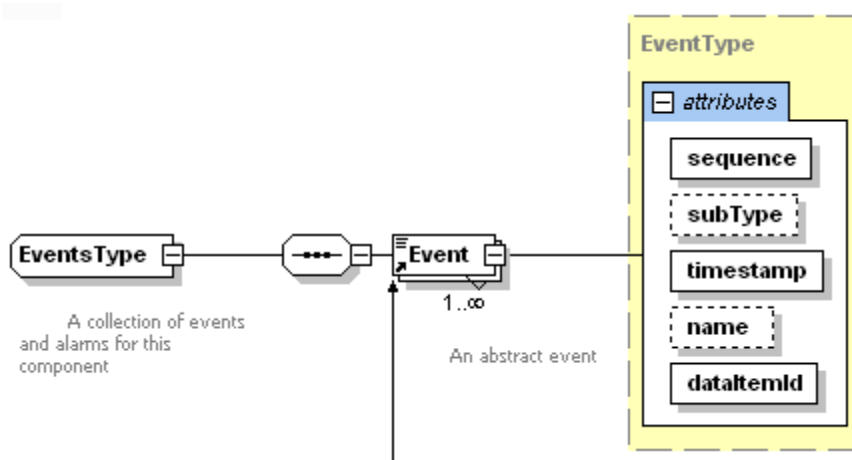 EventType
attributes
sequence
subType
timestamp
name
dataItemId
EventsType
Event
1..∞
A collection of events
and alarms for this
component
An abstract event